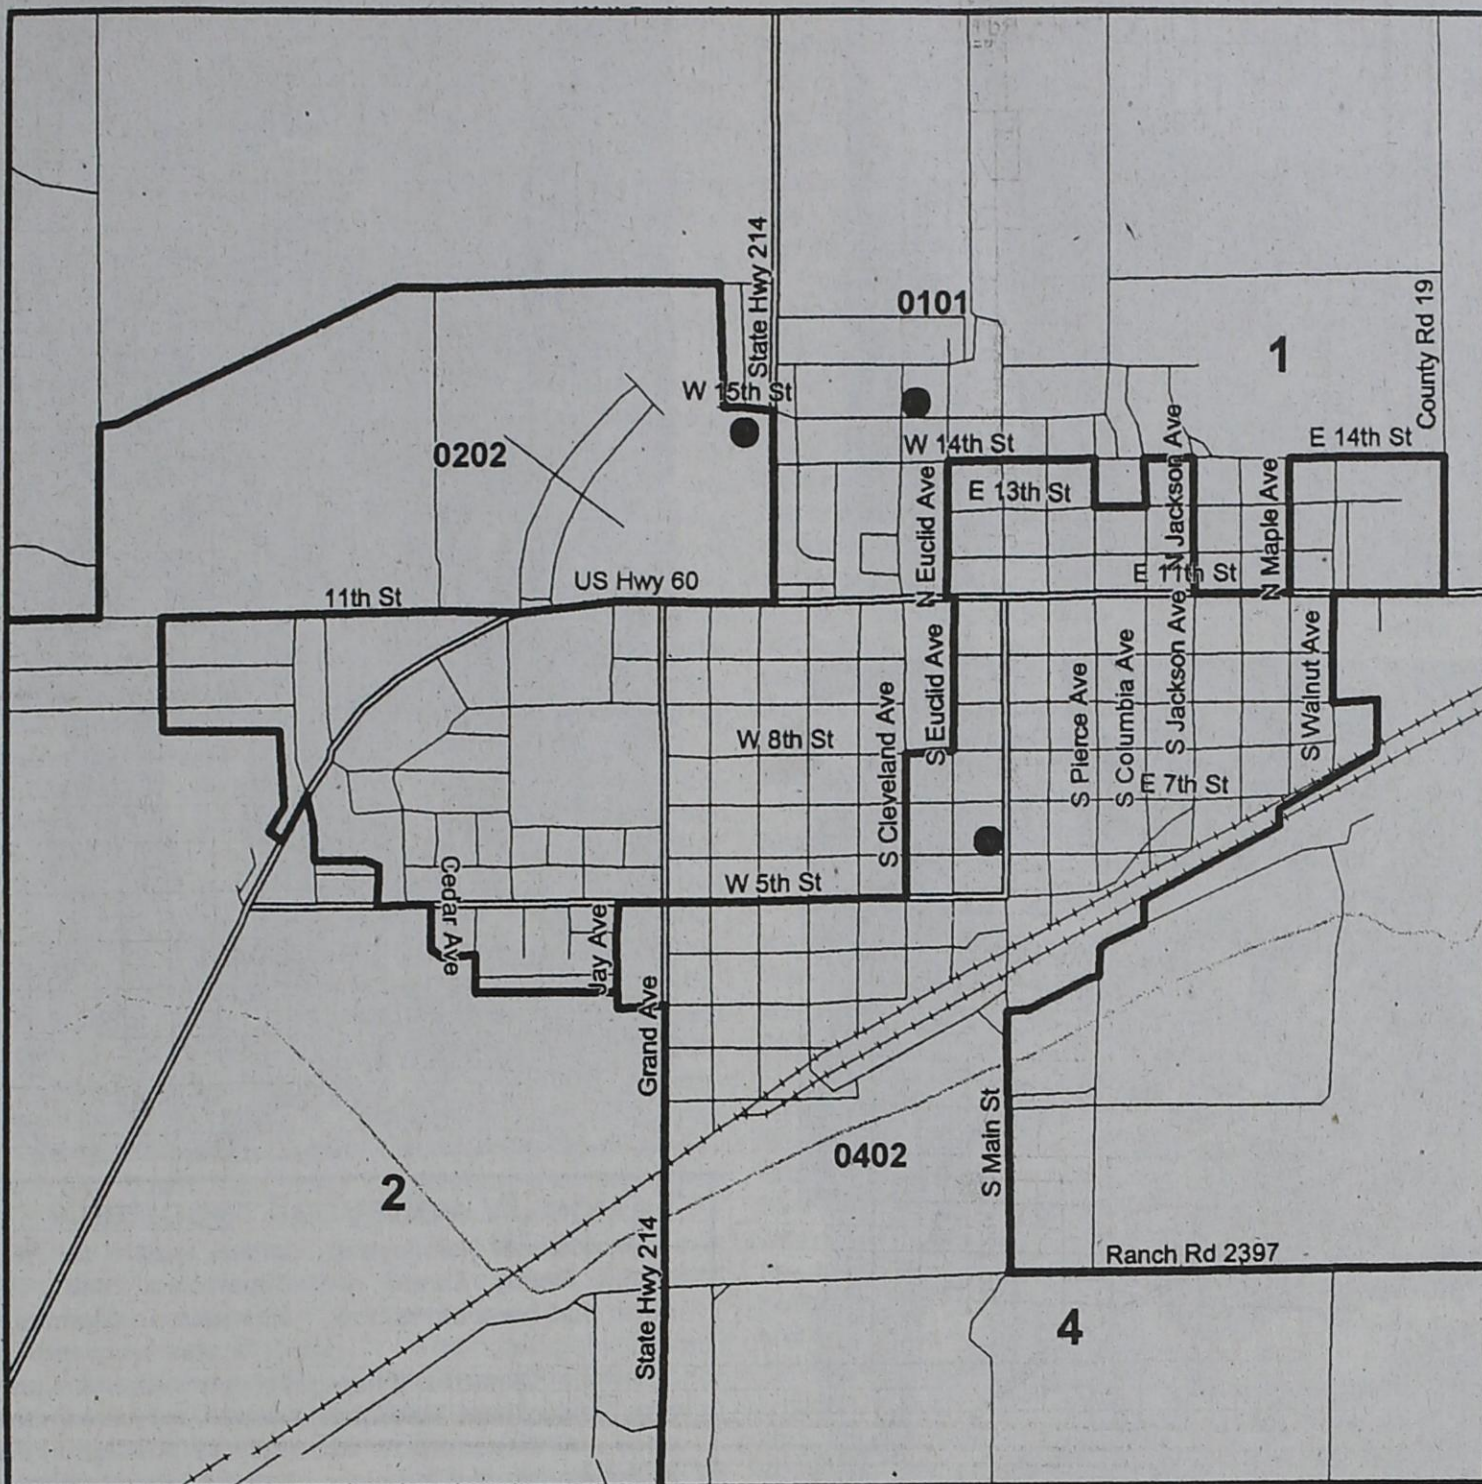 State Hwy 214
0101
1
County Rd 19
W 15th St
0202
W 14th St
E 14th St
N Euclid Ave
E 13th St
N Jackson Ave
N Maple Ave
E 11th St
US Hwy 60
11th St
S Euclid Ave
S Cleveland Ave
W 8th St
S Pierce Ave
S Columbia Ave
S Jackson Ave
S Walnut Ave
E 7th St
W 5th St
Cedar Ave
Jay Ave
Grand Ave
2
0402
S Main St
State Hwy 214
Ranch Rd 2397
4